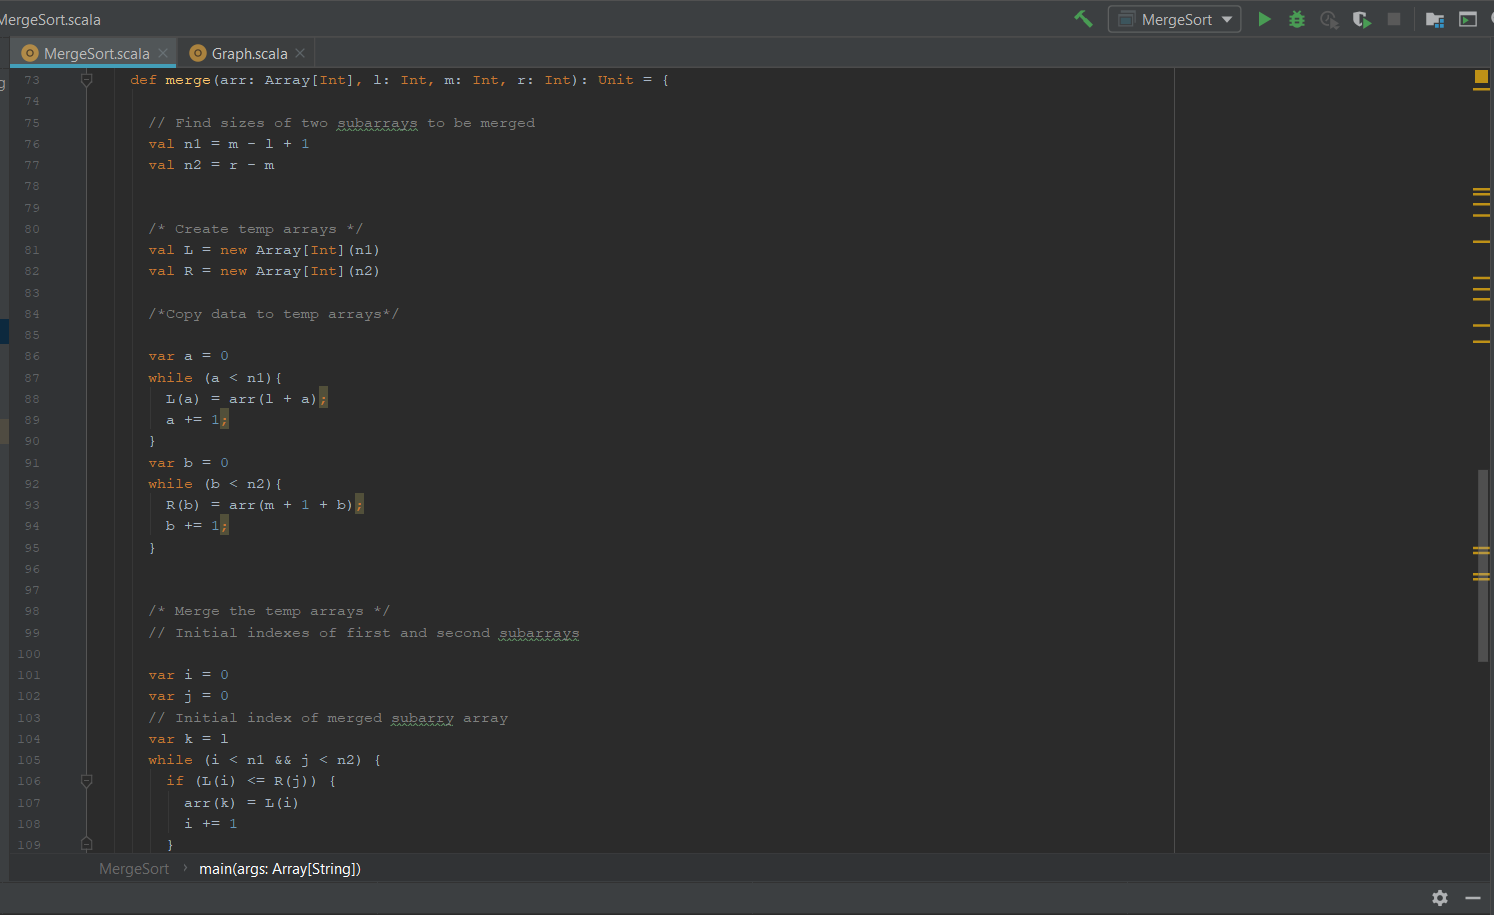 MergeSort.scala
MergeSort
MergeSort.scala Graph.scala
73 def merge(arr: Array[Int], l: Int, m: Int, r: Int): Unit = {
74
75 // Find sizes of two subarrays to be merged
76 val n1 = m - l + 1
77 val n2 = r - m
78
79
80 /* Create temp arrays */
81 val L = new Array[Int](n1)
82 val R = new Array[Int](n2)
83
84 /*Copy data to temp arrays*/
85
86 var a = 0
87 while (a < n1){
88 L(a) = arr(l + a);
89 a += 1;
90 }
91 var b = 0
92 while (b < n2){
93 R(b) = arr(m + 1 + b);
94 b += 1;
95 }
96
97
98 /* Merge the temp arrays */
99 // Initial indexes of first and second subarrays
100
101 var i = 0
102 var j = 0
103 // Initial index of merged subarry array
104 var k = l
105 while (i < n1 && j < n2) {
106 if (L(i) <= R(j)) {
107 arr(k) = L(i)
108 i += 1
109 }
MergeSort › main(args: Array[String])